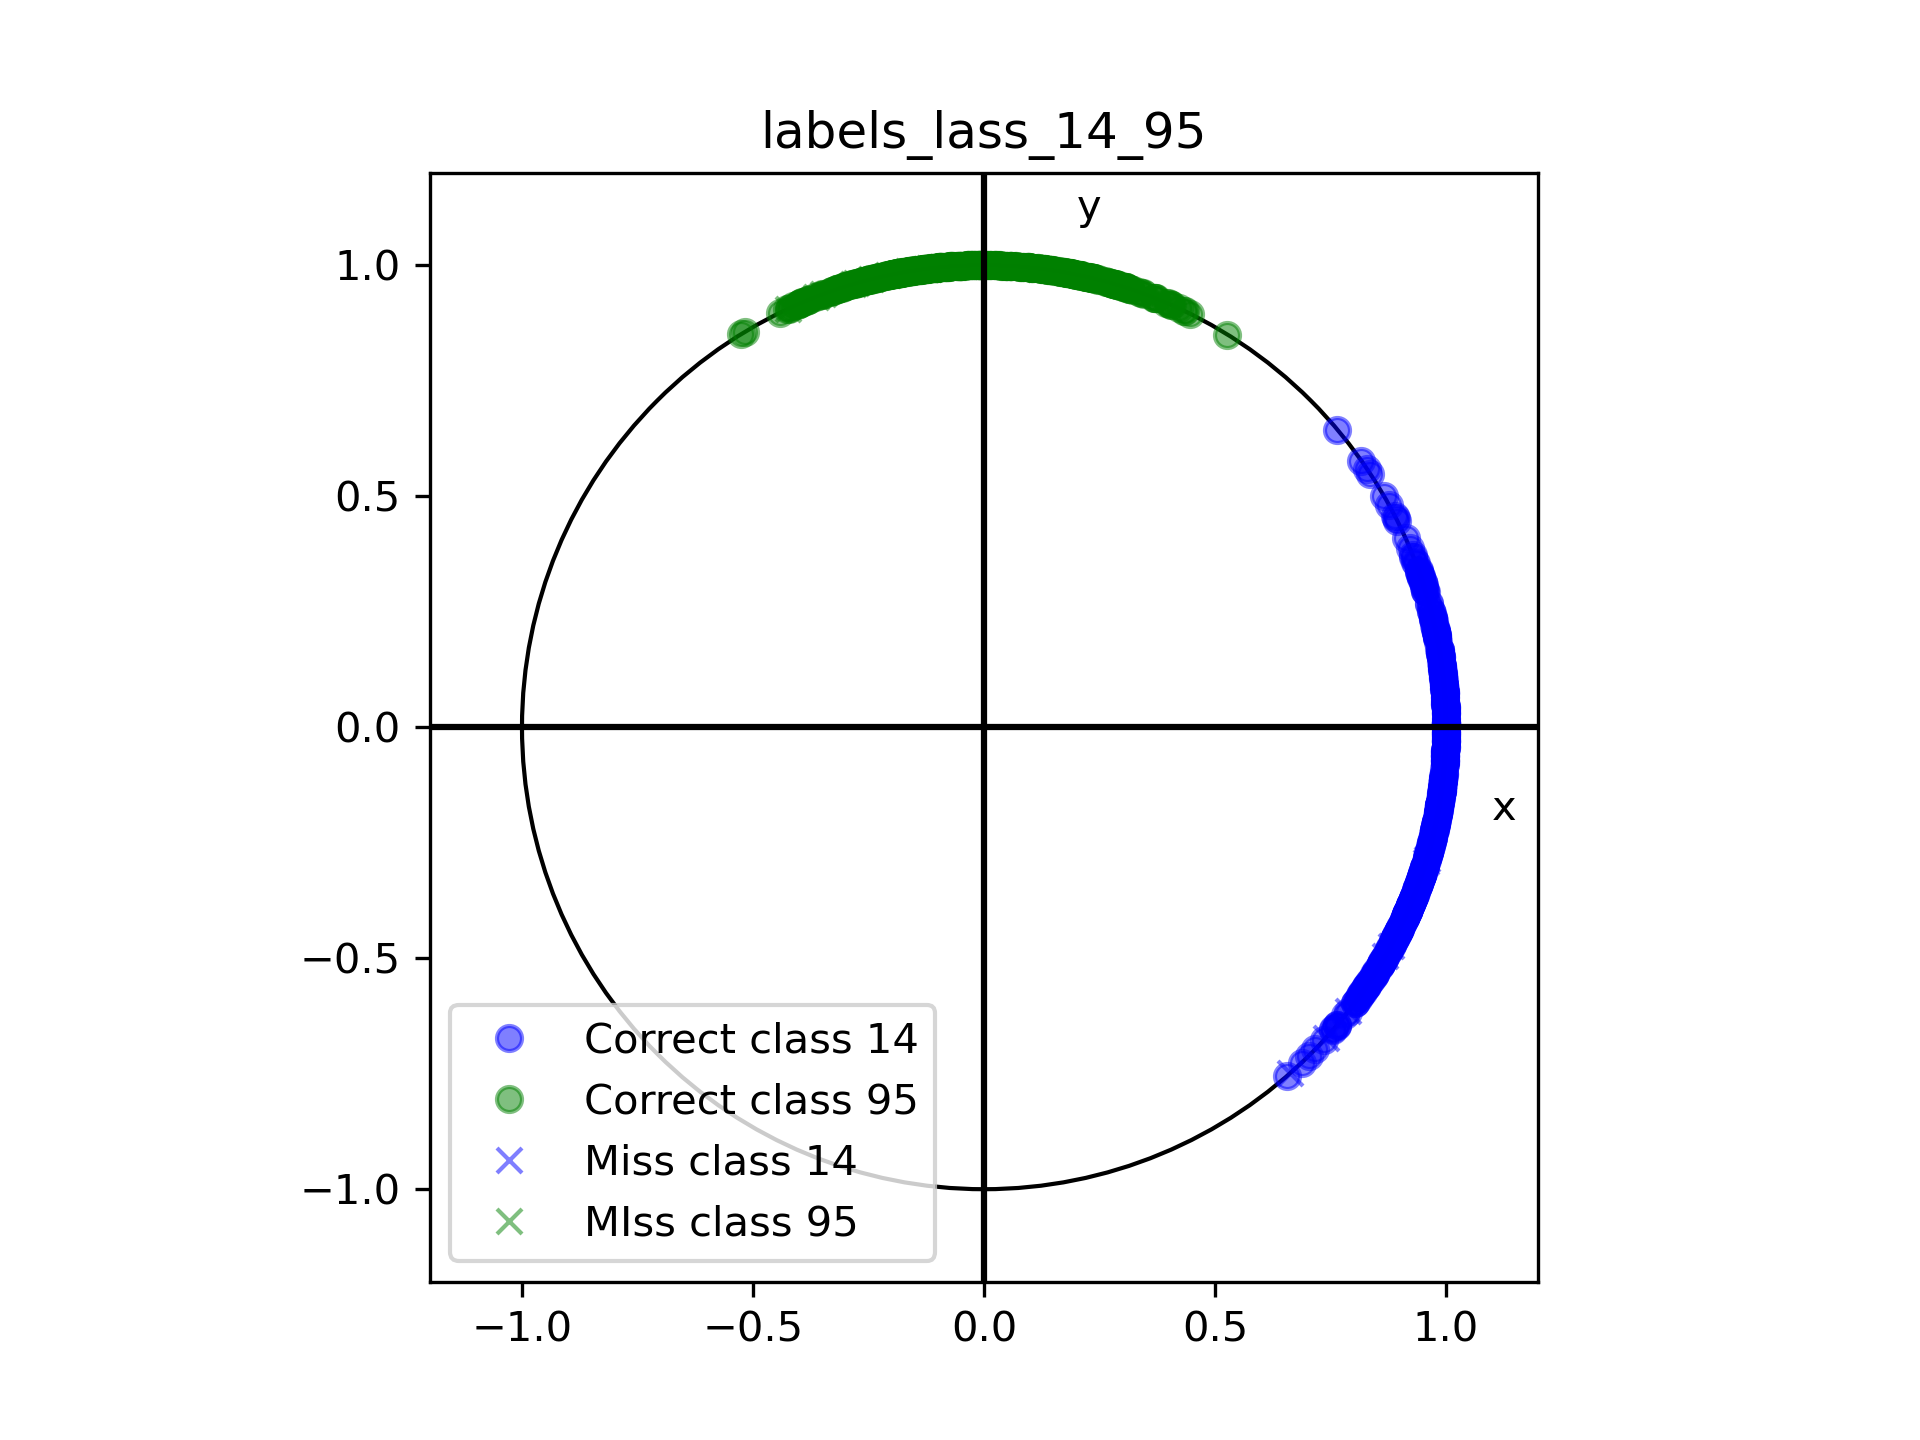 labels_lass_14_95
y
1.0
0.5
0.0
x
−0.5
−1.0
Correct class 14
Correct class 95
Miss class 14
MIss class 95
−1.0 −0.5 0.0 0.5 1.0